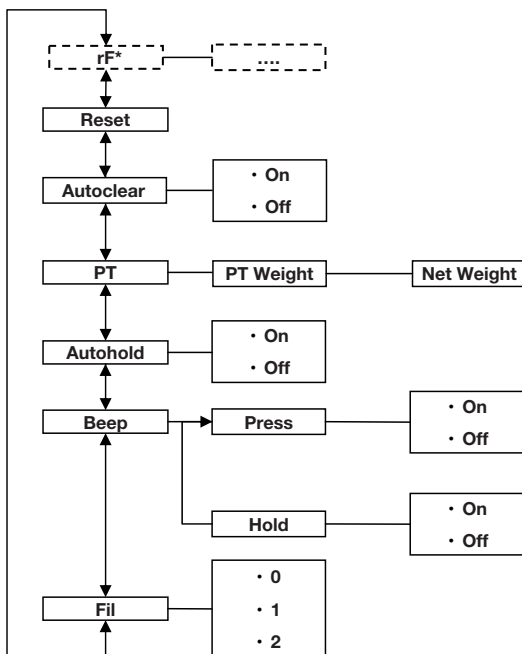 rF*
....
Reset
Autoclear
· On
· Off
PT
PT Weight
Net Weight
Autohold
· On
· Off
Beep
Press
· On
· Off
Hold
· On
· Off
Fil
· 0
· 1
· 2